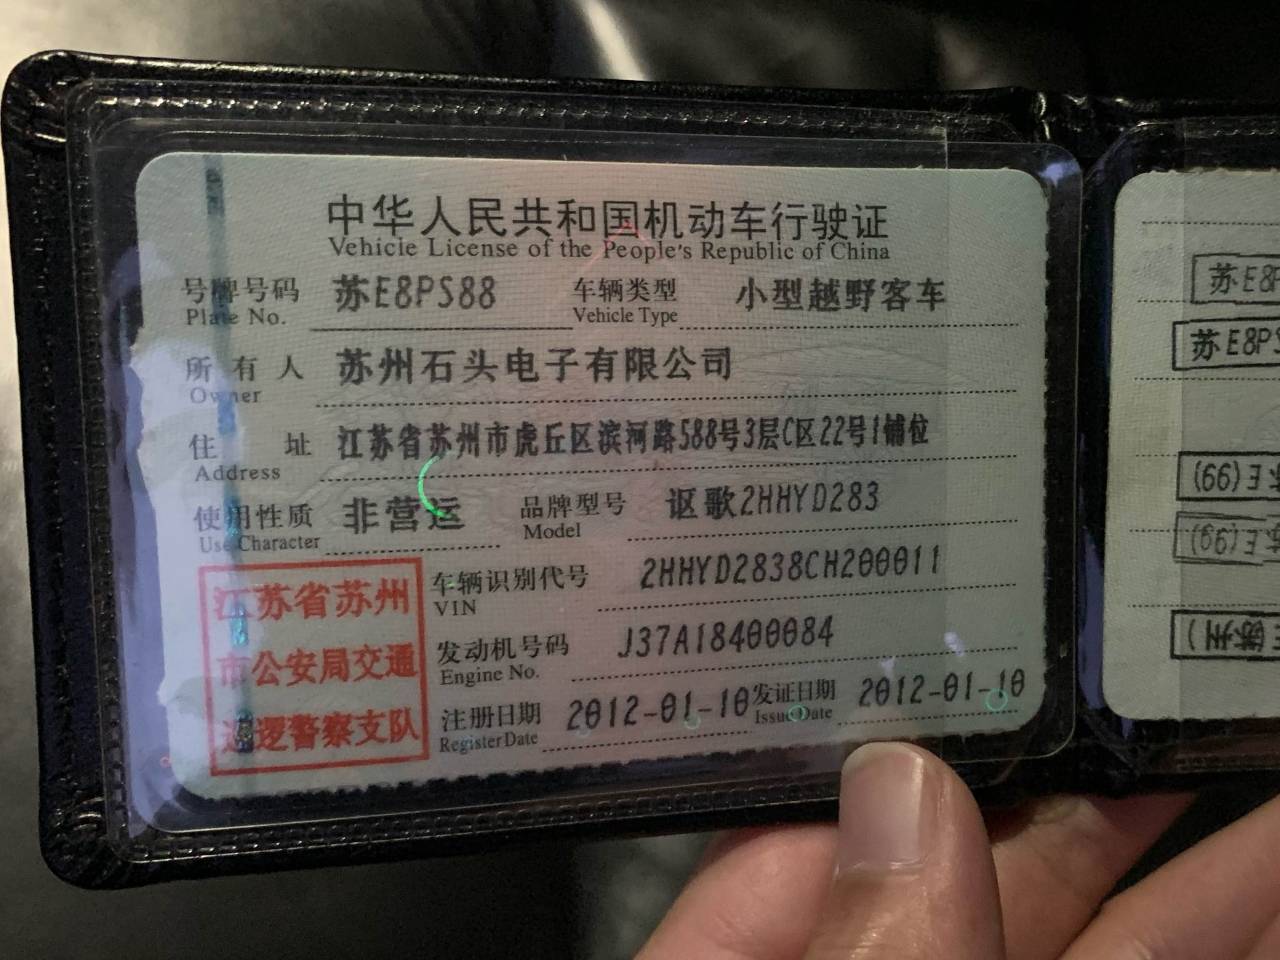 中华人民共和国机动车行驶证
Vehicle License of the People's Republic of China
号牌号码 苏E8PS88 车辆类型 小型越野客车
Plate No. Vehicle Type
所有人 苏州石头电子有限公司
Owner
住址 江苏省苏州市虎丘区滨河路588号3层C区22号1铺位
Address
使用性质 非营运 品牌型号 讴歌2HHYD283
Use Character Model
车辆识别代号 2HHYD2838CH200011
VIN
发动机号码 J37A18400084
Engine No.
注册日期 2012-01-10 发证日期 2012-01-10
Register Date Issue Date
江苏省苏州
市公安局交通
巡逻警察支队
苏E8P
苏E8PS